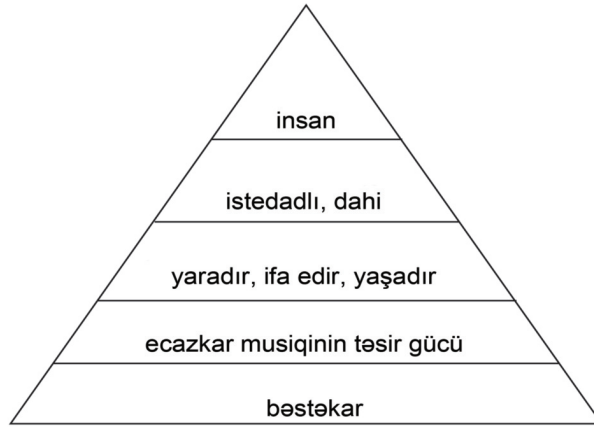 insan
istedadlı, dahi
yaradır, ifa edir, yaşadır
ecazkar musiqinin təsir gücü
bəstəkar